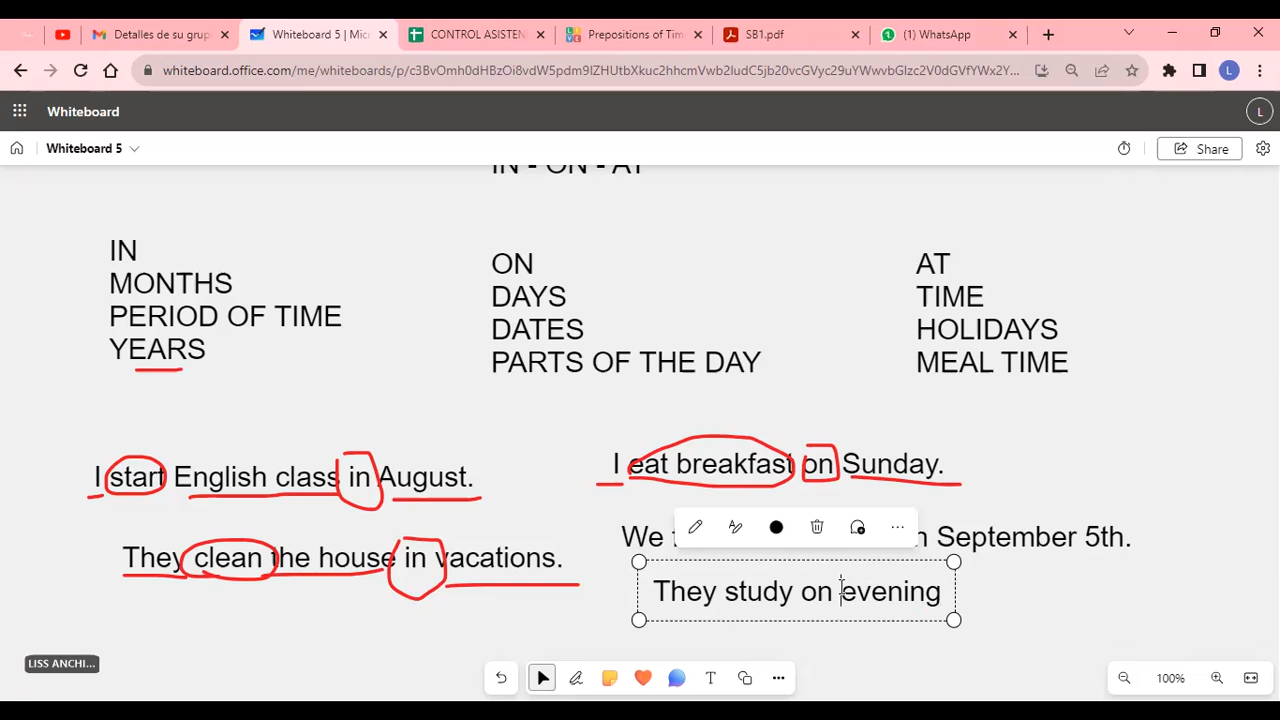 Detalles de su grup
Whiteboard 5 | Mic
CONTROL ASISTEN
Prepositions of Tim
SB1.pdf
(1) WhatsApp
L
Whiteboard
L
Whiteboard 5
Share
IN - ON - AT
IN
MONTHS
PERIOD OF TIME
YEARS
ON
DAYS
DATES
PARTS OF THE DAY
AT
TIME
HOLIDAYS
MEAL TIME
I start English class in August.
They clean the house in vacations.
I eat breakfast on Sunday.
We September 5th.
They study on evening
LISS ANCHI...
100%